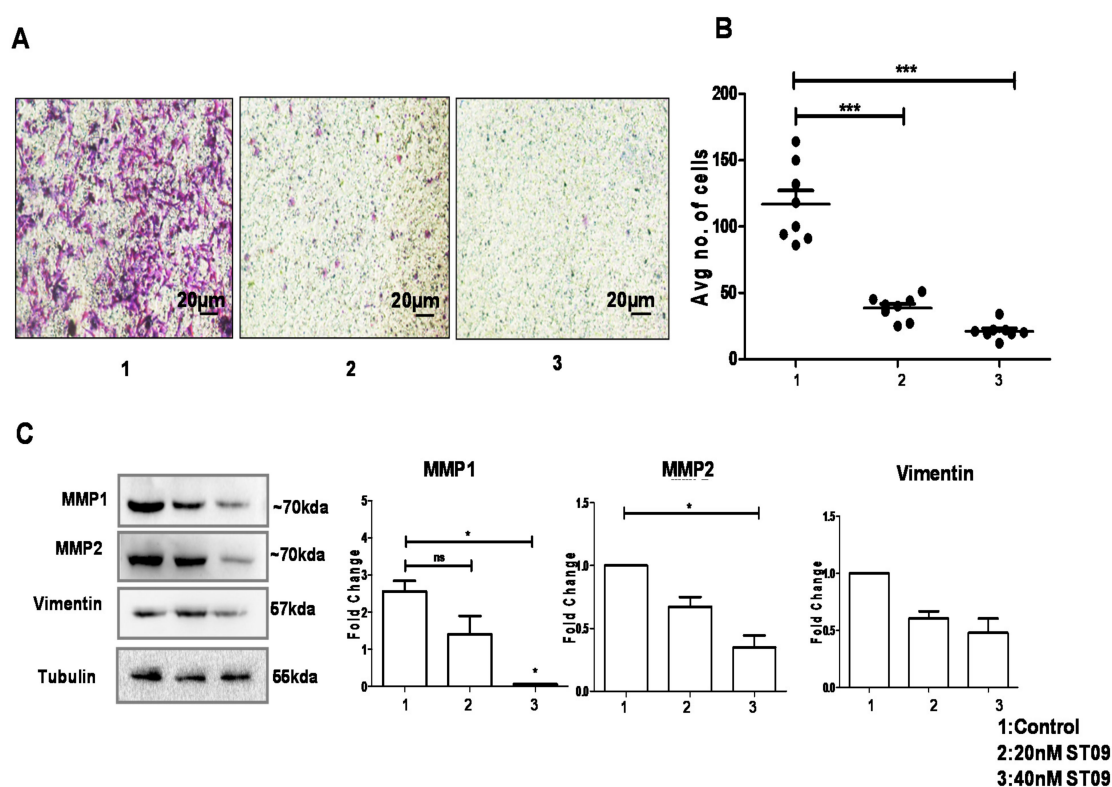 A
20µm
20µm
20µm
1
2
3
B
***
***
200
150
100
50
0
Avg no. of cells
1
2
3
C
MMP1
~70kda
MMP2
~70kda
Vimentin
57kda
Tubulin
55kda
MMP1
5
4
3
2
1
0
Fold Change
*
ns
*
1
2
3
MMP2
1.5
1.0
0.5
0.0
Fold Change
*
1
2
3
Vimentin
1.5
1.0
0.5
0.0
Fold Change
1
2
3
1:Control
2:20nM ST09
3:40nM ST09